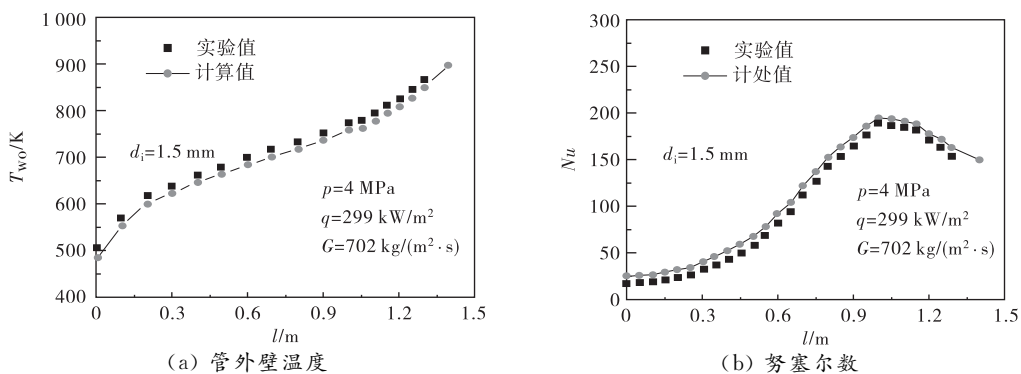 1 000
900
800
700
600
500
400
T_wo/K
实验值
计算值
d_i=1.5 mm
p=4 MPa
q=299 kW/m²
G=702 kg/(m²·s)
0 0.3 0.6 0.9 1.2 1.5
l/m
(a) 管外壁温度
300
250
200
150
100
50
0
Nu
实验值
计处值
d_i=1.5 mm
p=4 MPa
q=299 kW/m²
G=702 kg/(m²·s)
0 0.3 0.6 0.9 1.2 1.5
l/m
(b) 努塞尔数